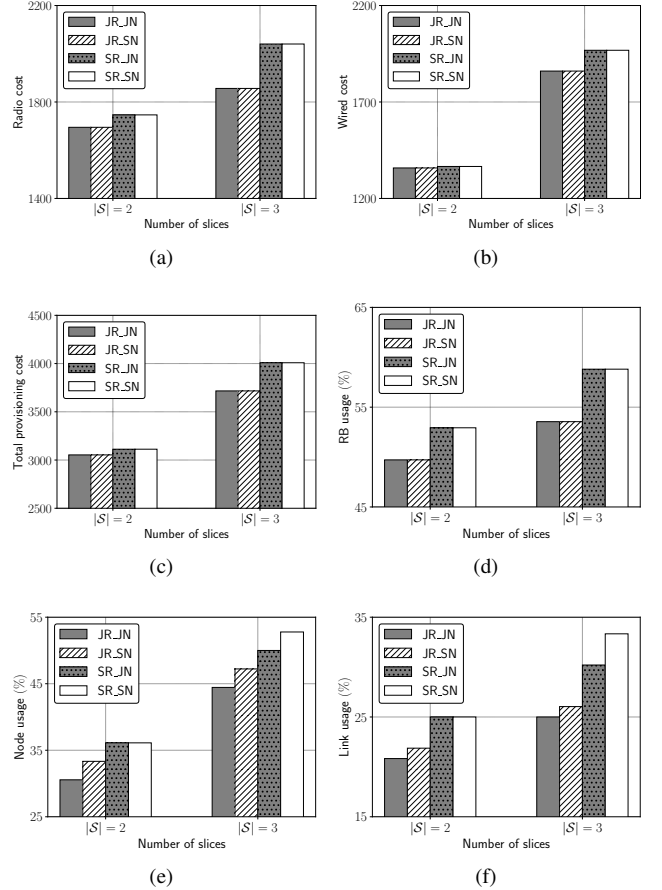 2200
1800
1400
Radio cost
JR_JN
JR_SN
SR_JN
SR_SN
|S| = 2
|S| = 3
Number of slices
(a)
2200
1700
1200
Wired cost
JR_JN
JR_SN
SR_JN
SR_SN
|S| = 2
|S| = 3
Number of slices
(b)
4500
4000
3500
3000
2500
Total provisioning cost
JR_JN
JR_SN
SR_JN
SR_SN
|S| = 2
|S| = 3
Number of slices
(c)
65
55
45
RB usage (%)
JR_JN
JR_SN
SR_JN
SR_SN
|S| = 2
|S| = 3
Number of slices
(d)
55
45
35
25
Node usage (%)
JR_JN
JR_SN
SR_JN
SR_SN
|S| = 2
|S| = 3
Number of slices
(e)
35
25
15
Link usage (%)
JR_JN
JR_SN
SR_JN
SR_SN
|S| = 2
|S| = 3
Number of slices
(f)